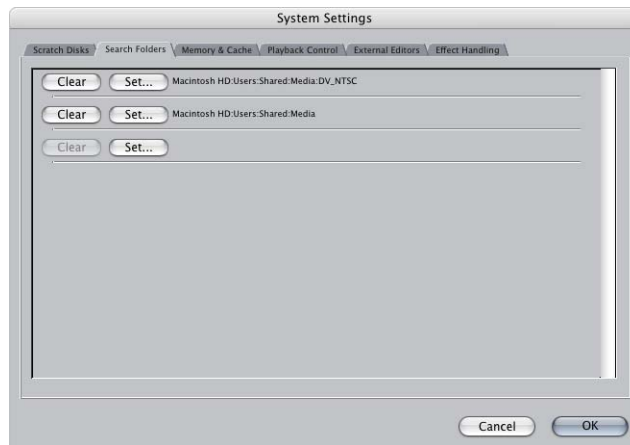 System Settings
Scratch Disks Search Folders Memory & Cache Playback Control External Editors Effect Handling
Clear Set... Macintosh HD:Users:Shared:Media:DV_NTSC
Clear Set... Macintosh HD:Users:Shared:Media
Clear Set...
Cancel OK